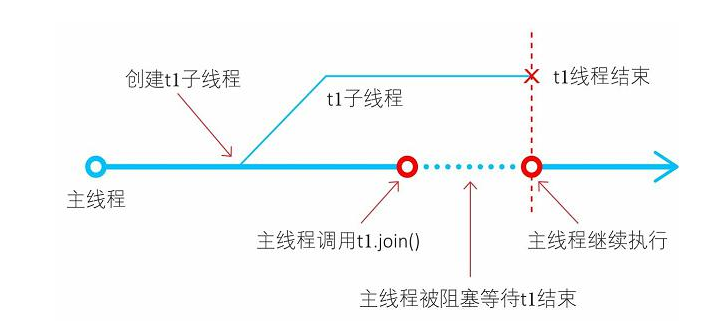 创建t1子线程
t1线程结束
t1子线程
主线程
主线程调用t1.join()
主线程继续执行
主线程被阻塞等待t1结束